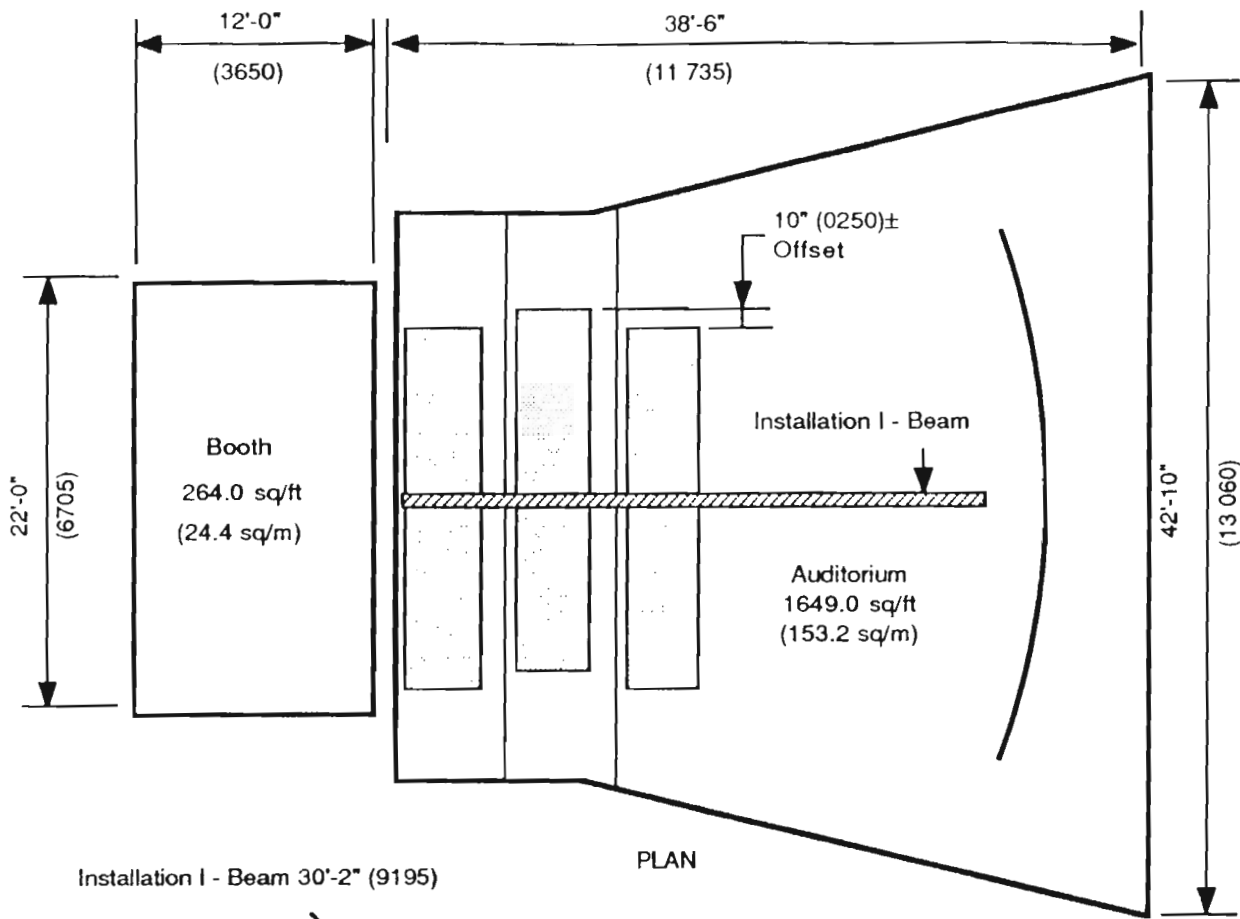 12'-0"
(3650)
38'-6"
(11 735)
10" (0250)±
Offset
Installation I - Beam
Booth
264.0 sq/ft
(24.4 sq/m)
22'-0"
(6705)
Auditorium
1649.0 sq/ft
(153.2 sq/m)
42'-10"
(13 060)
PLAN
Installation I - Beam 30'-2" (9195)